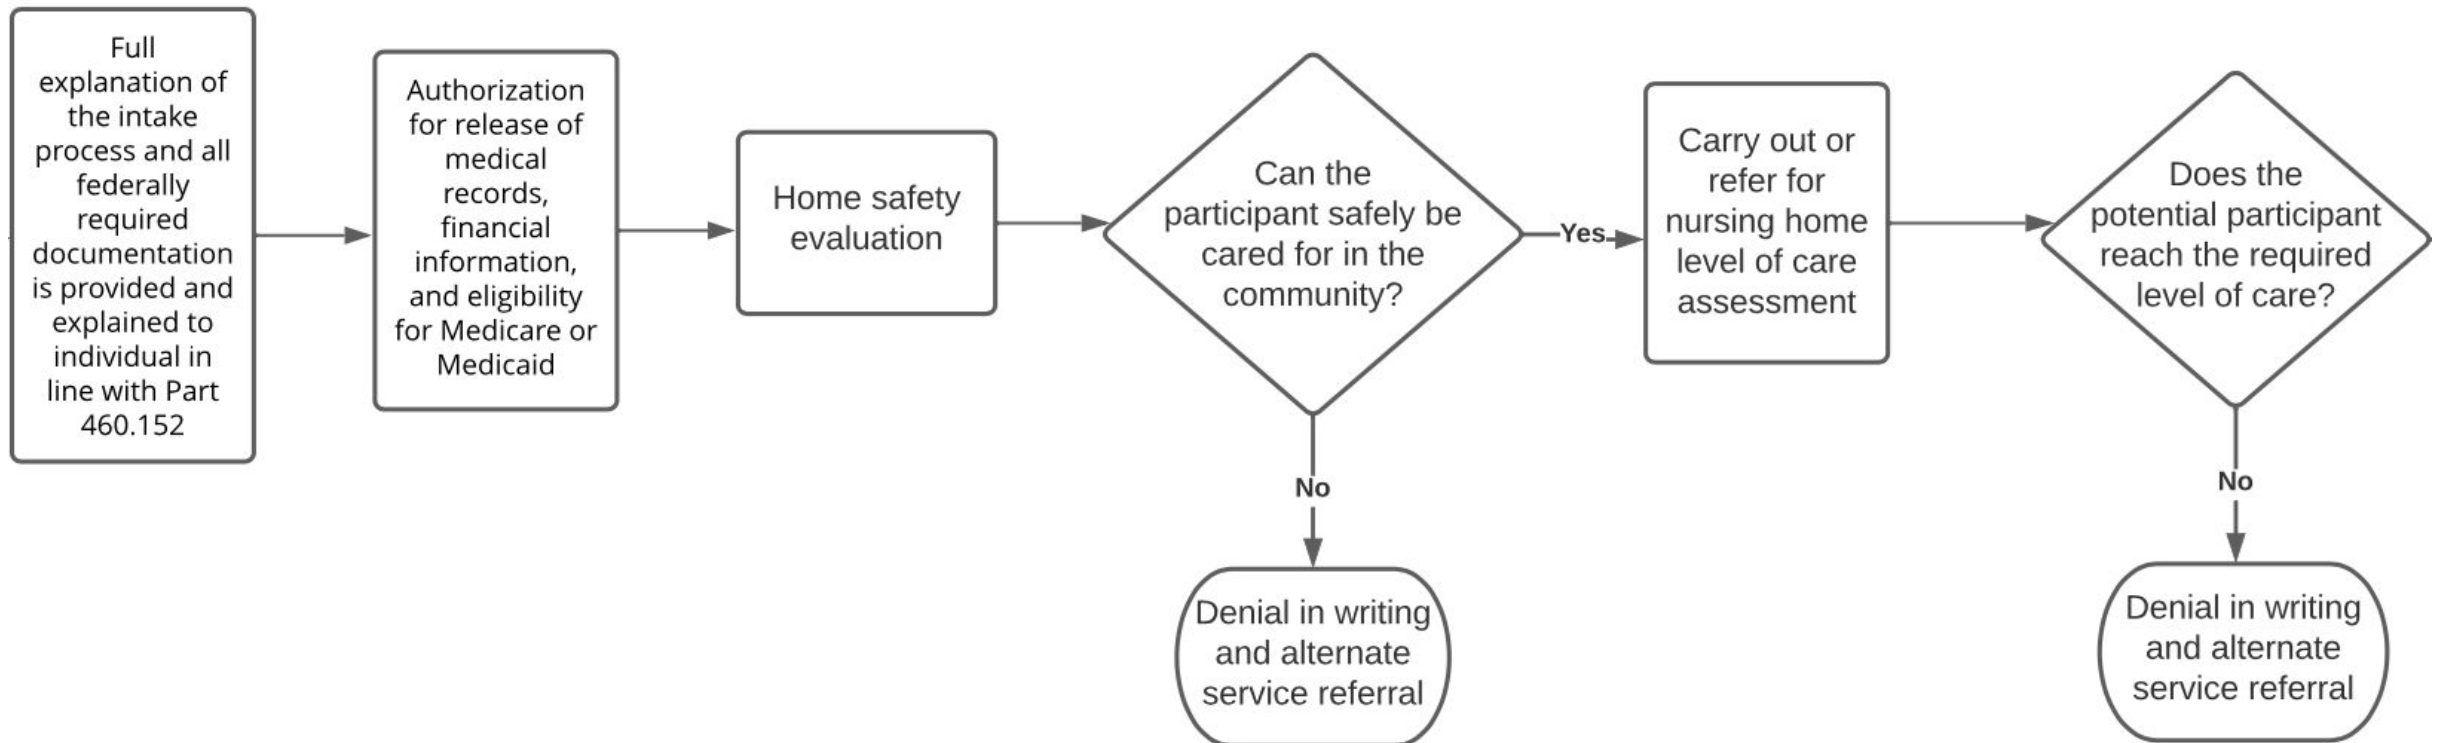 Full
explanation of
the intake
process and all
federally
required
documentation
is provided and
explained to
individual in
line with Part
460.152
Authorization
for release of
medical
records,
financial
information,
and eligibility
for Medicare or
Medicaid
Home safety
evaluation
Can the
participant safely be
cared for in the
community?
Yes
Carry out or
refer for
nursing home
level of care
assessment
Does the
potential participant
reach the required
level of care?
No
Denial in writing
and alternate
service referral
No
Denial in writing
and alternate
service referral